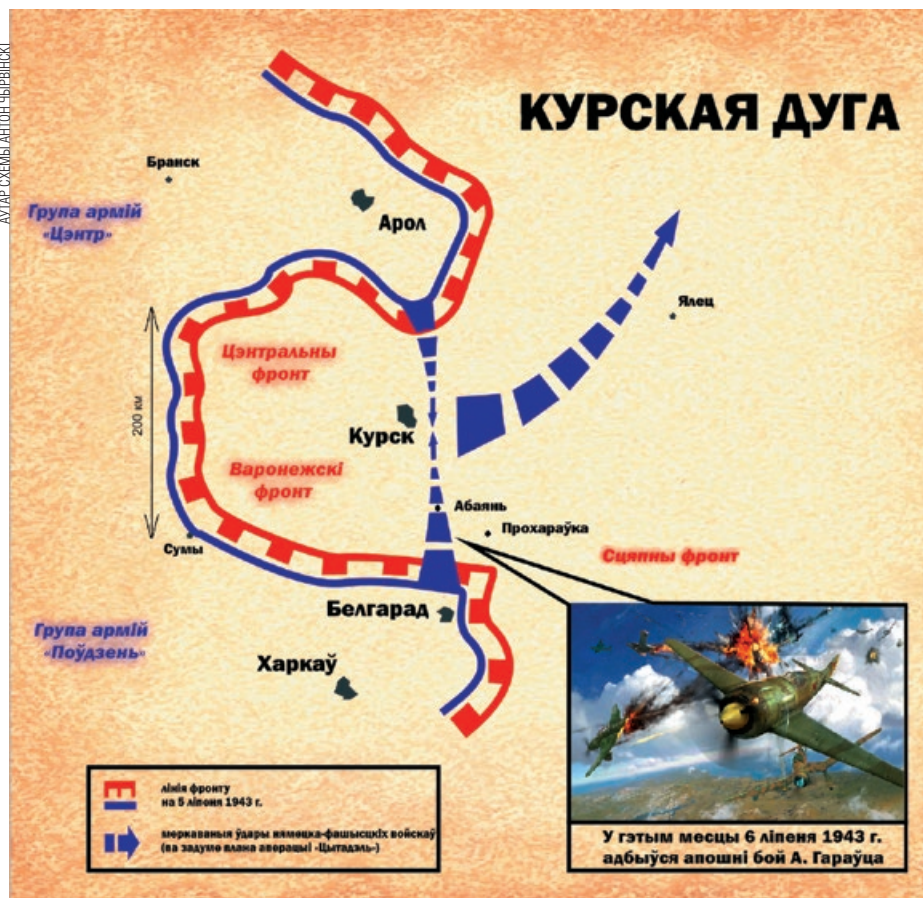 АЎТАР СХЕМЫ АНТОН ЧЫРВІНСКІ
КУРСКАЯ ДУГА
Бранск
Група армій
«Цэнтр»
Арол
Ялец
Цэнтральны
фронт
200 км
Курск
Варонежскі
фронт
Абаянь
Прохараўка
Сумы
Сцяпны фронт
Белгарад
Група армій
«Поўдзень»
Харкаў
лінія фронту
на 5 ліпеня 1943 г.
меркаваныя ўдары нямецка-фашысцкіх войскаў
(па задуме плана аперацыі «Цытадэль»)
У гэтым месцы 6 ліпеня 1943 г.
адбыўся апошні бой А. Гараўца